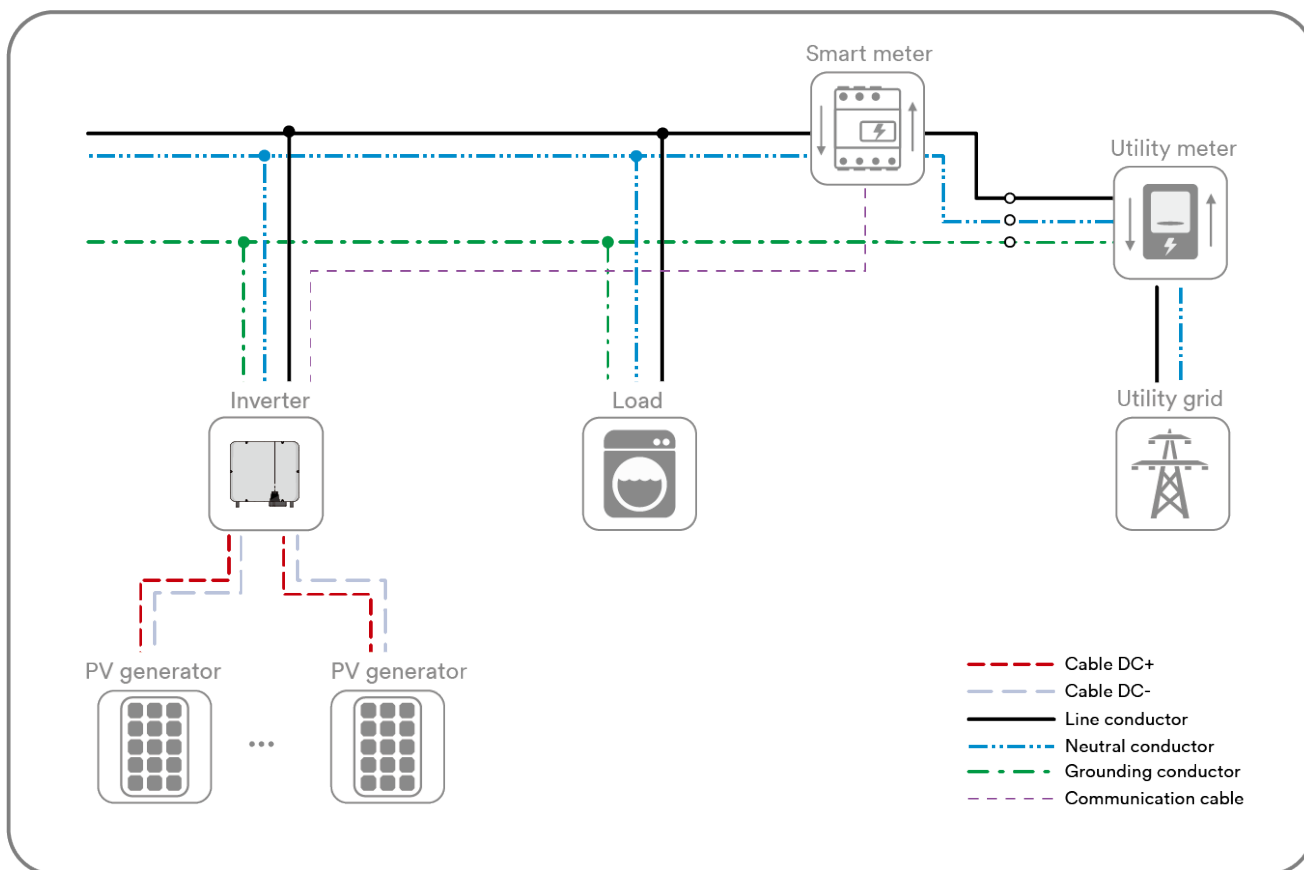 Smart meter
Utility meter
Inverter
Load
Utility grid
PV generator
PV generator
...
Cable DC+
Cable DC-
Line conductor
Neutral conductor
Grounding conductor
Communication cable